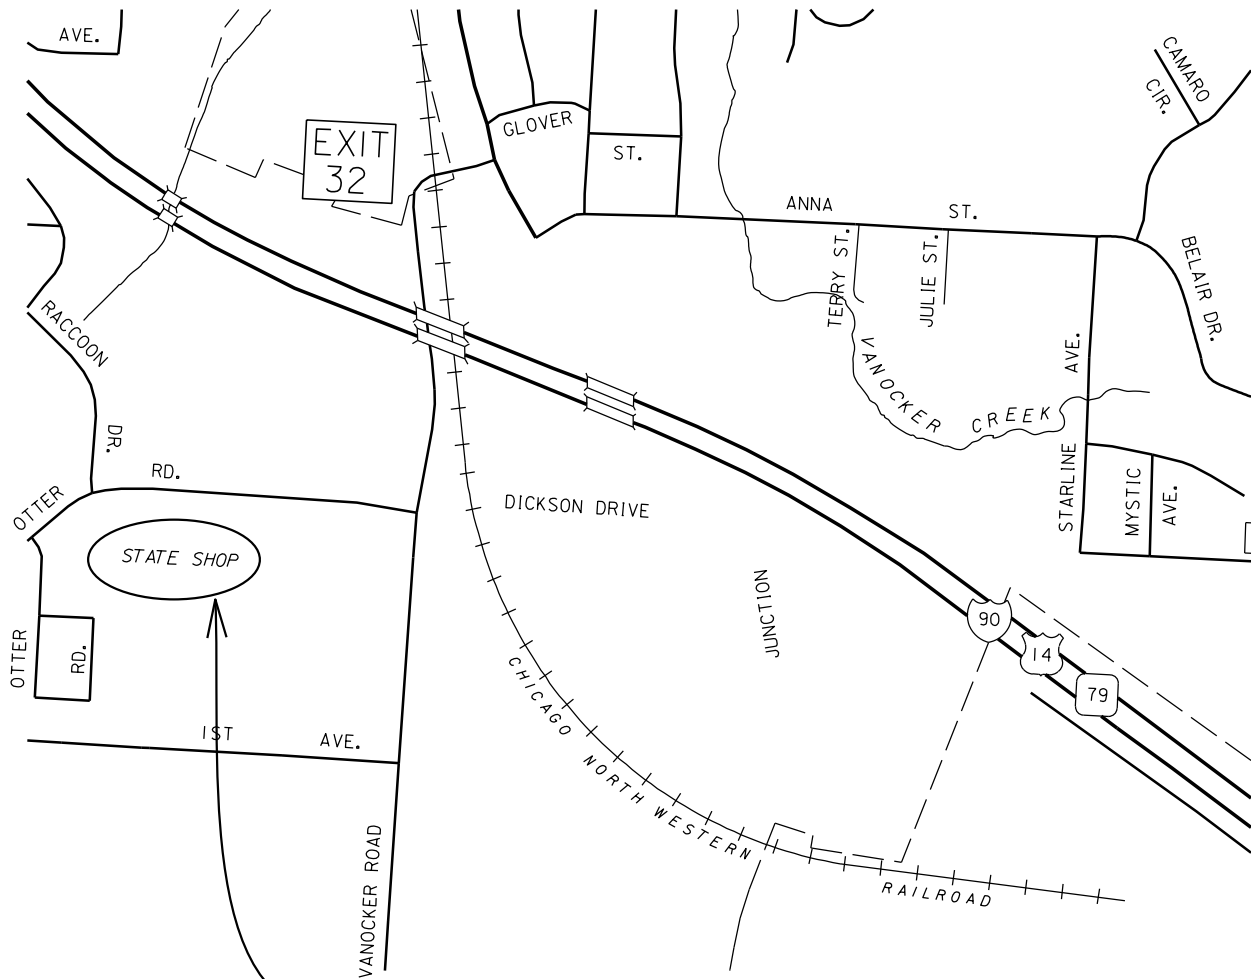 AVE.
CAMARO
CIR.
EXIT
32
GLOVER
ST.
ANNA
ST.
TERRY ST.
JULIE ST.
BELAIR DR.
RACCOON
DR.
VANOCKER
CREEK
STARLINE
AVE.
MYSTIC
AVE.
OTTER
RD.
DICKSON DRIVE
STATE SHOP
JUNCTION
90
14
79
OTTER
RD.
CHICAGO NORTH WESTERN
RAILROAD
1ST
AVE.
VANOCKER ROAD